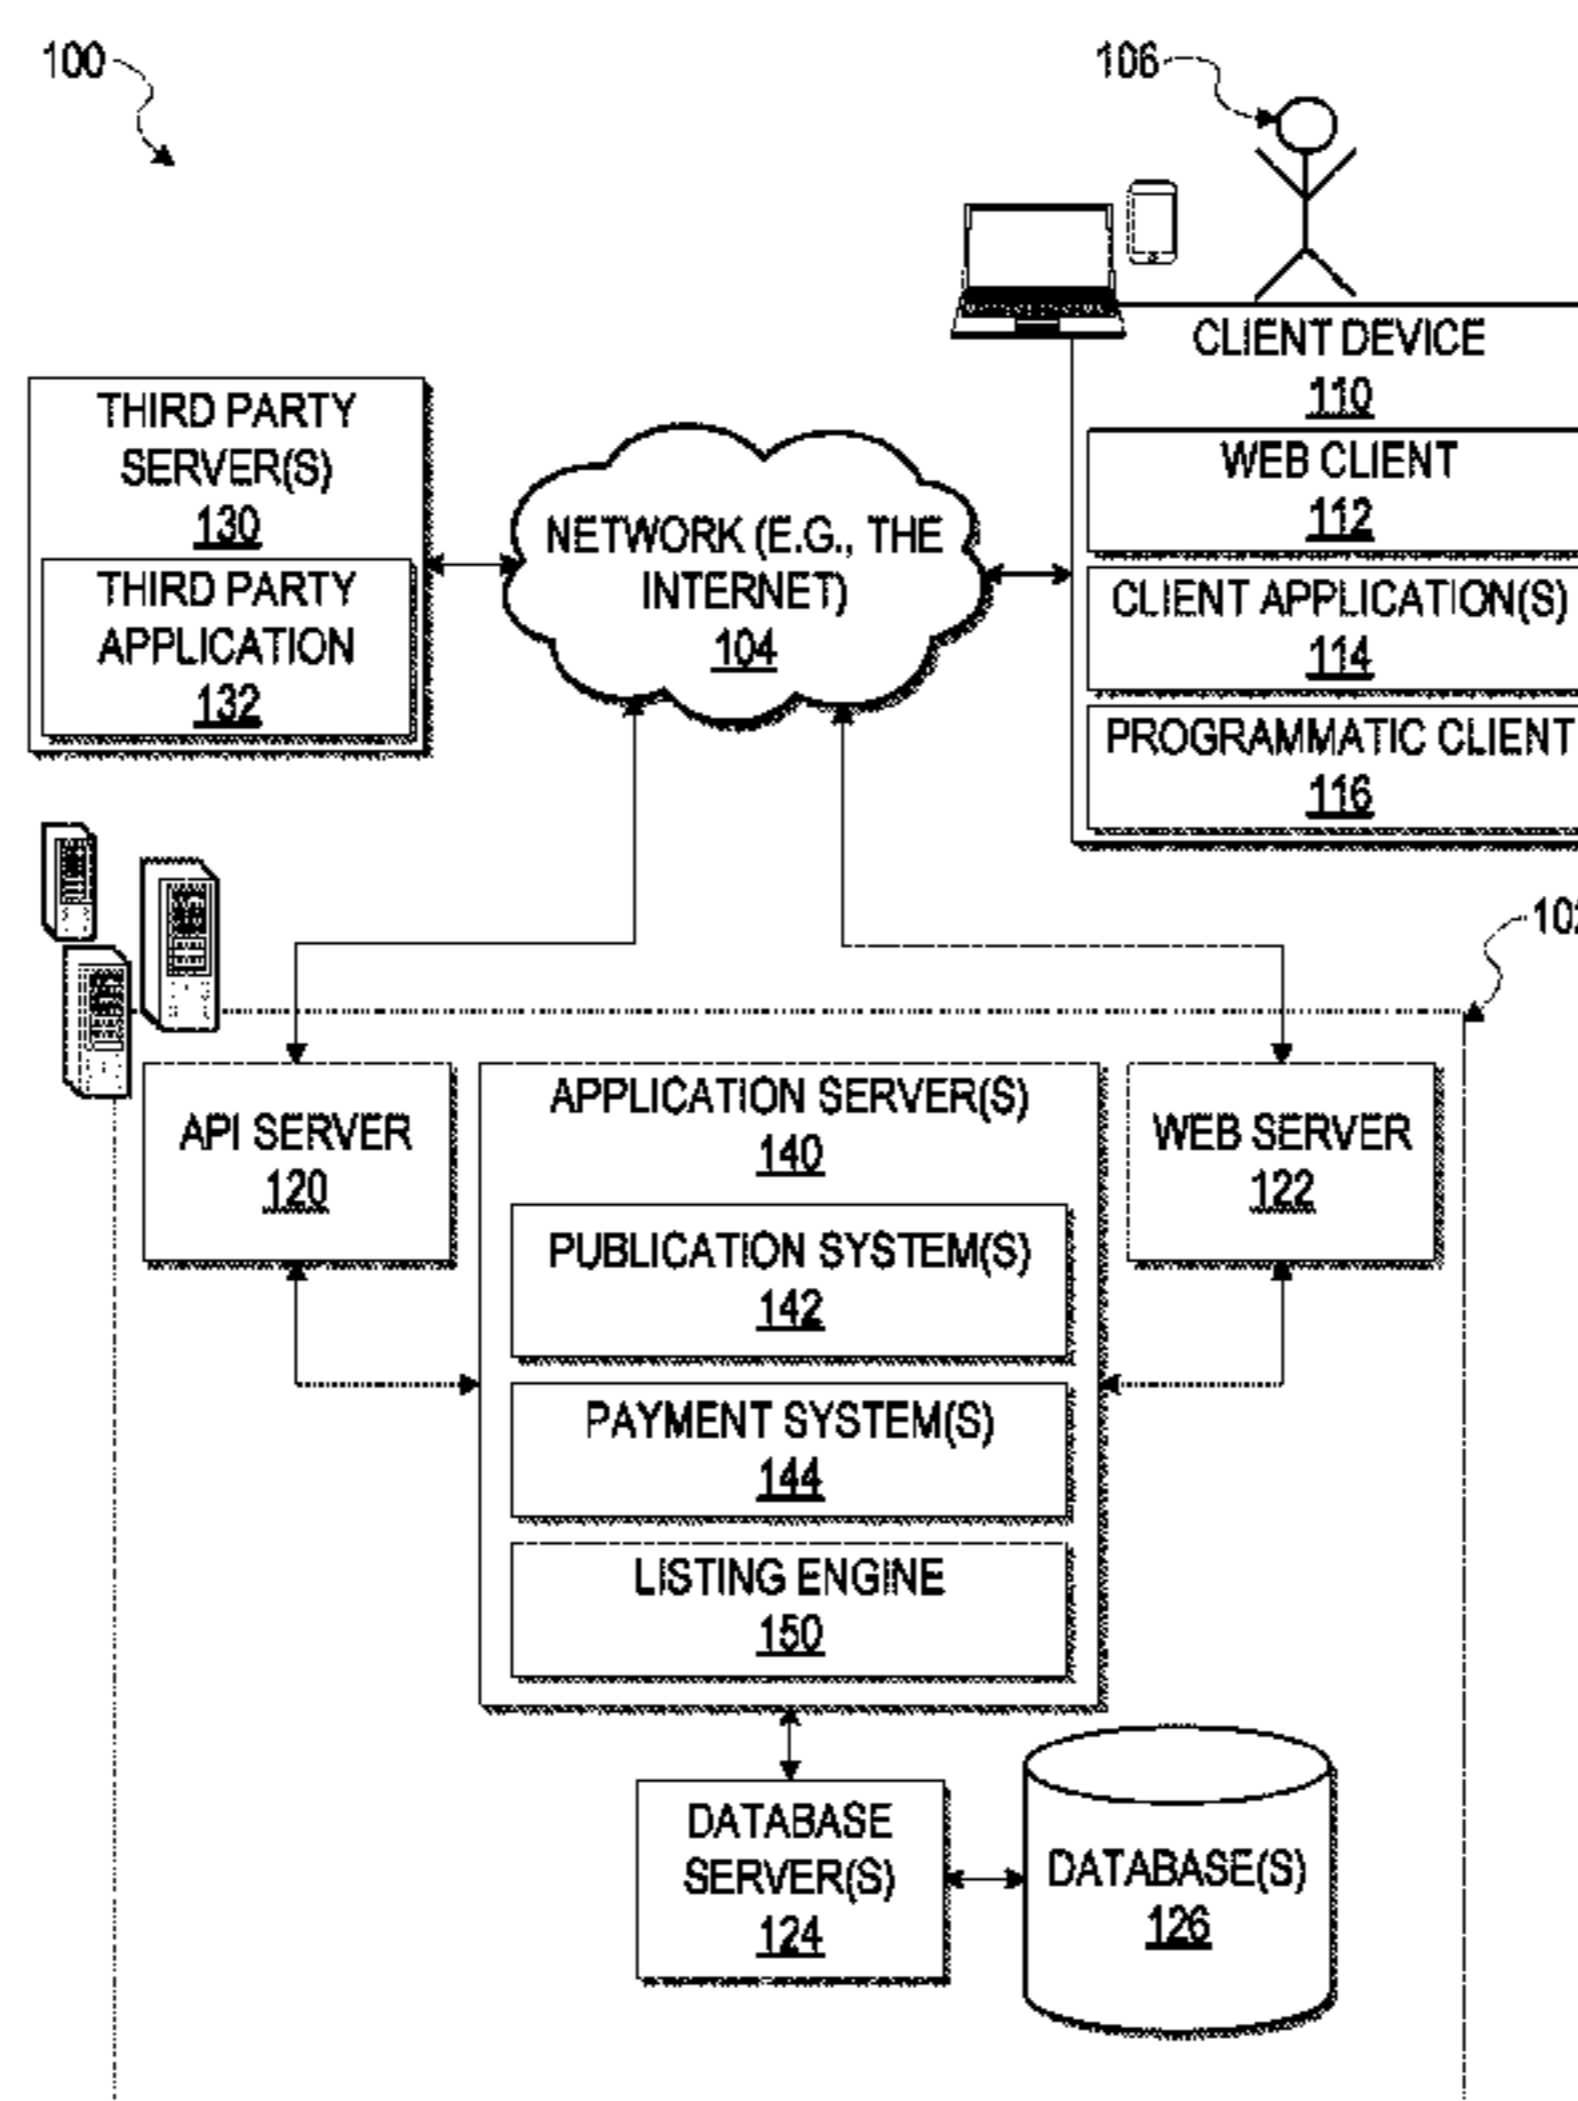 100
106
CLIENT DEVICE
110
WEB CLIENT
112
CLIENT APPLICATION(S)
114
PROGRAMMATIC CLIENT
116
THIRD PARTY
SERVER(S)
130
THIRD PARTY
APPLICATION
132
NETWORK (E.G., THE
INTERNET)
104
API SERVER
120
APPLICATION SERVER(S)
140
PUBLICATION SYSTEM(S)
142
PAYMENT SYSTEM(S)
144
LISTING ENGINE
150
WEB SERVER
122
DATABASE
SERVER(S)
124
DATABASE(S)
126